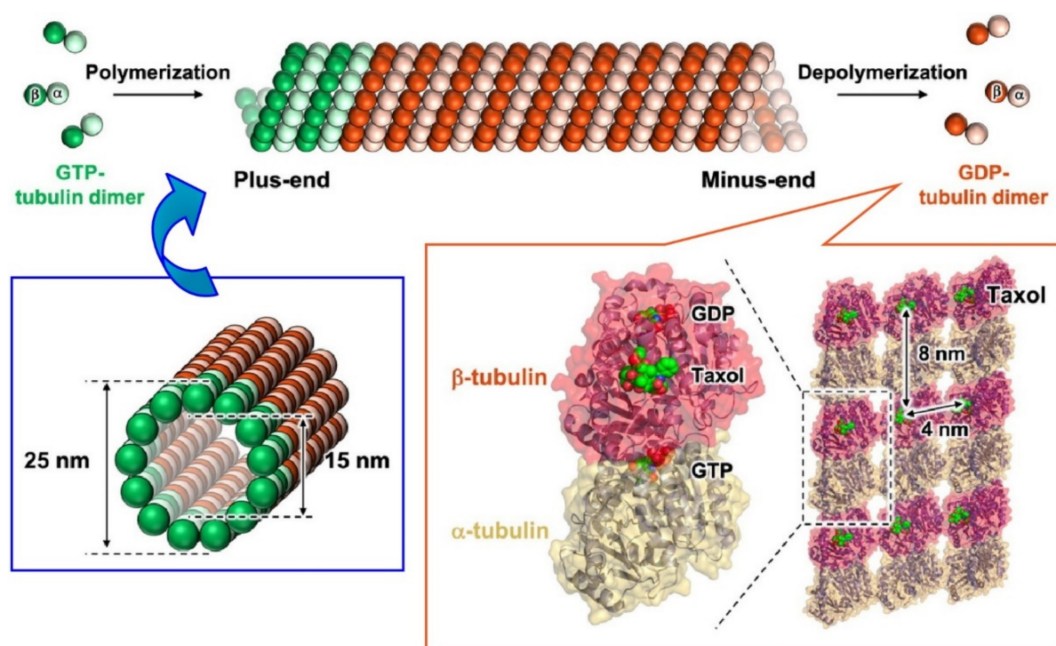 Polymerization
Depolymerization
β α
β α
GTP-
tubulin dimer
Plus-end
Minus-end
GDP-
tubulin dimer
25 nm
15 nm
GDP
β-tubulin
Taxol
GTP
α-tubulin
Taxol
8 nm
4 nm